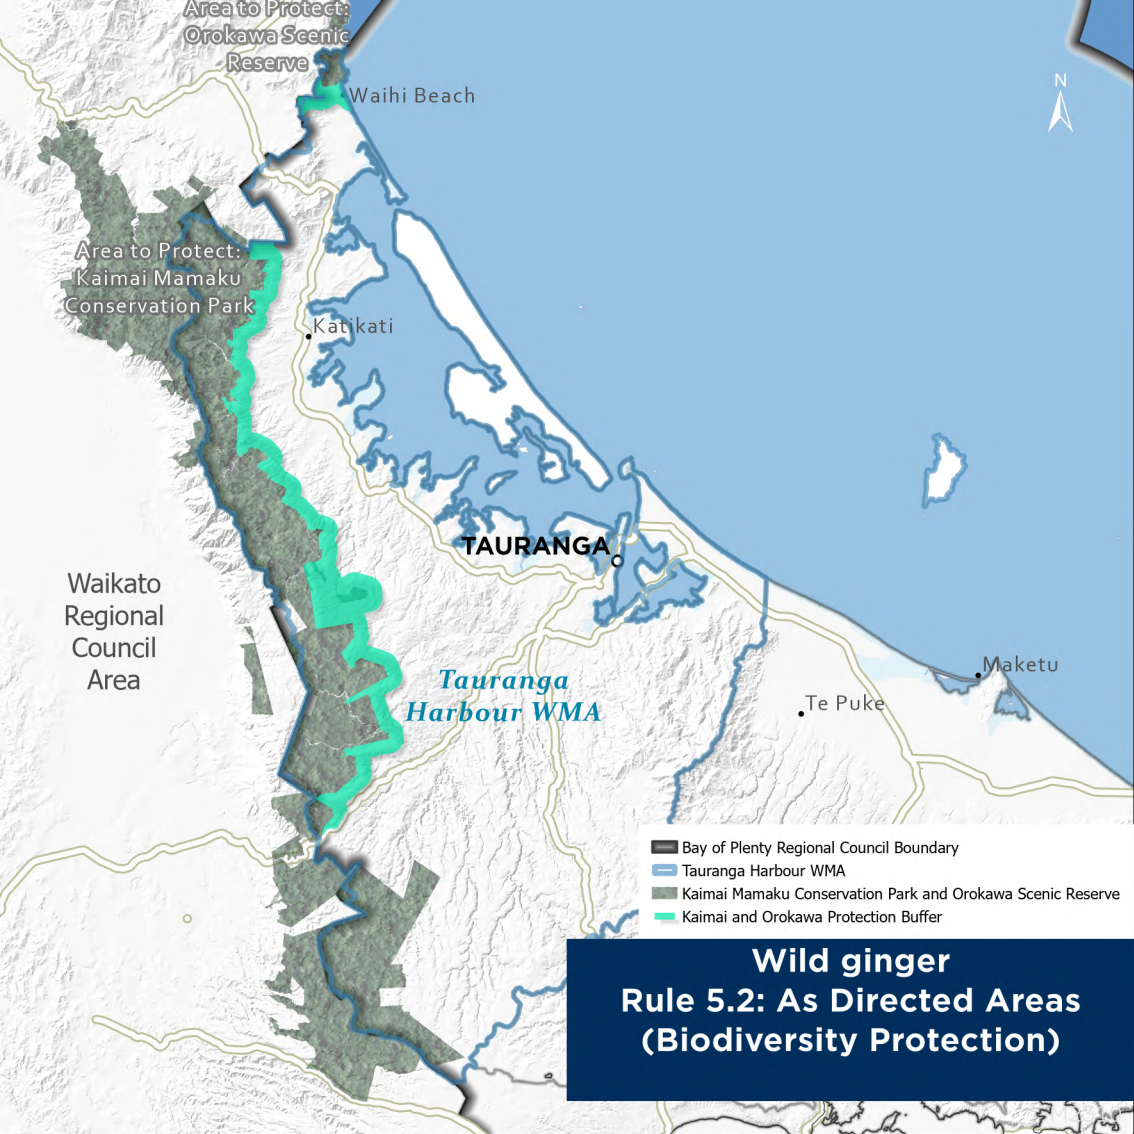 Area to Protect:
Orokawa Scenic
Reserve
Waihi Beach
N
Area to Protect:
Kaimai Mamaku
Conservation Park
Katikati
TAURANGA
Waikato
Regional
Council
Area
Tauranga
Harbour WMA
Maketu
Te Puke
Bay of Plenty Regional Council Boundary
Tauranga Harbour WMA
Kaimai Mamaku Conservation Park and Orokawa Scenic Reserve
Kaimai and Orokawa Protection Buffer
Wild ginger
Rule 5.2: As Directed Areas
(Biodiversity Protection)